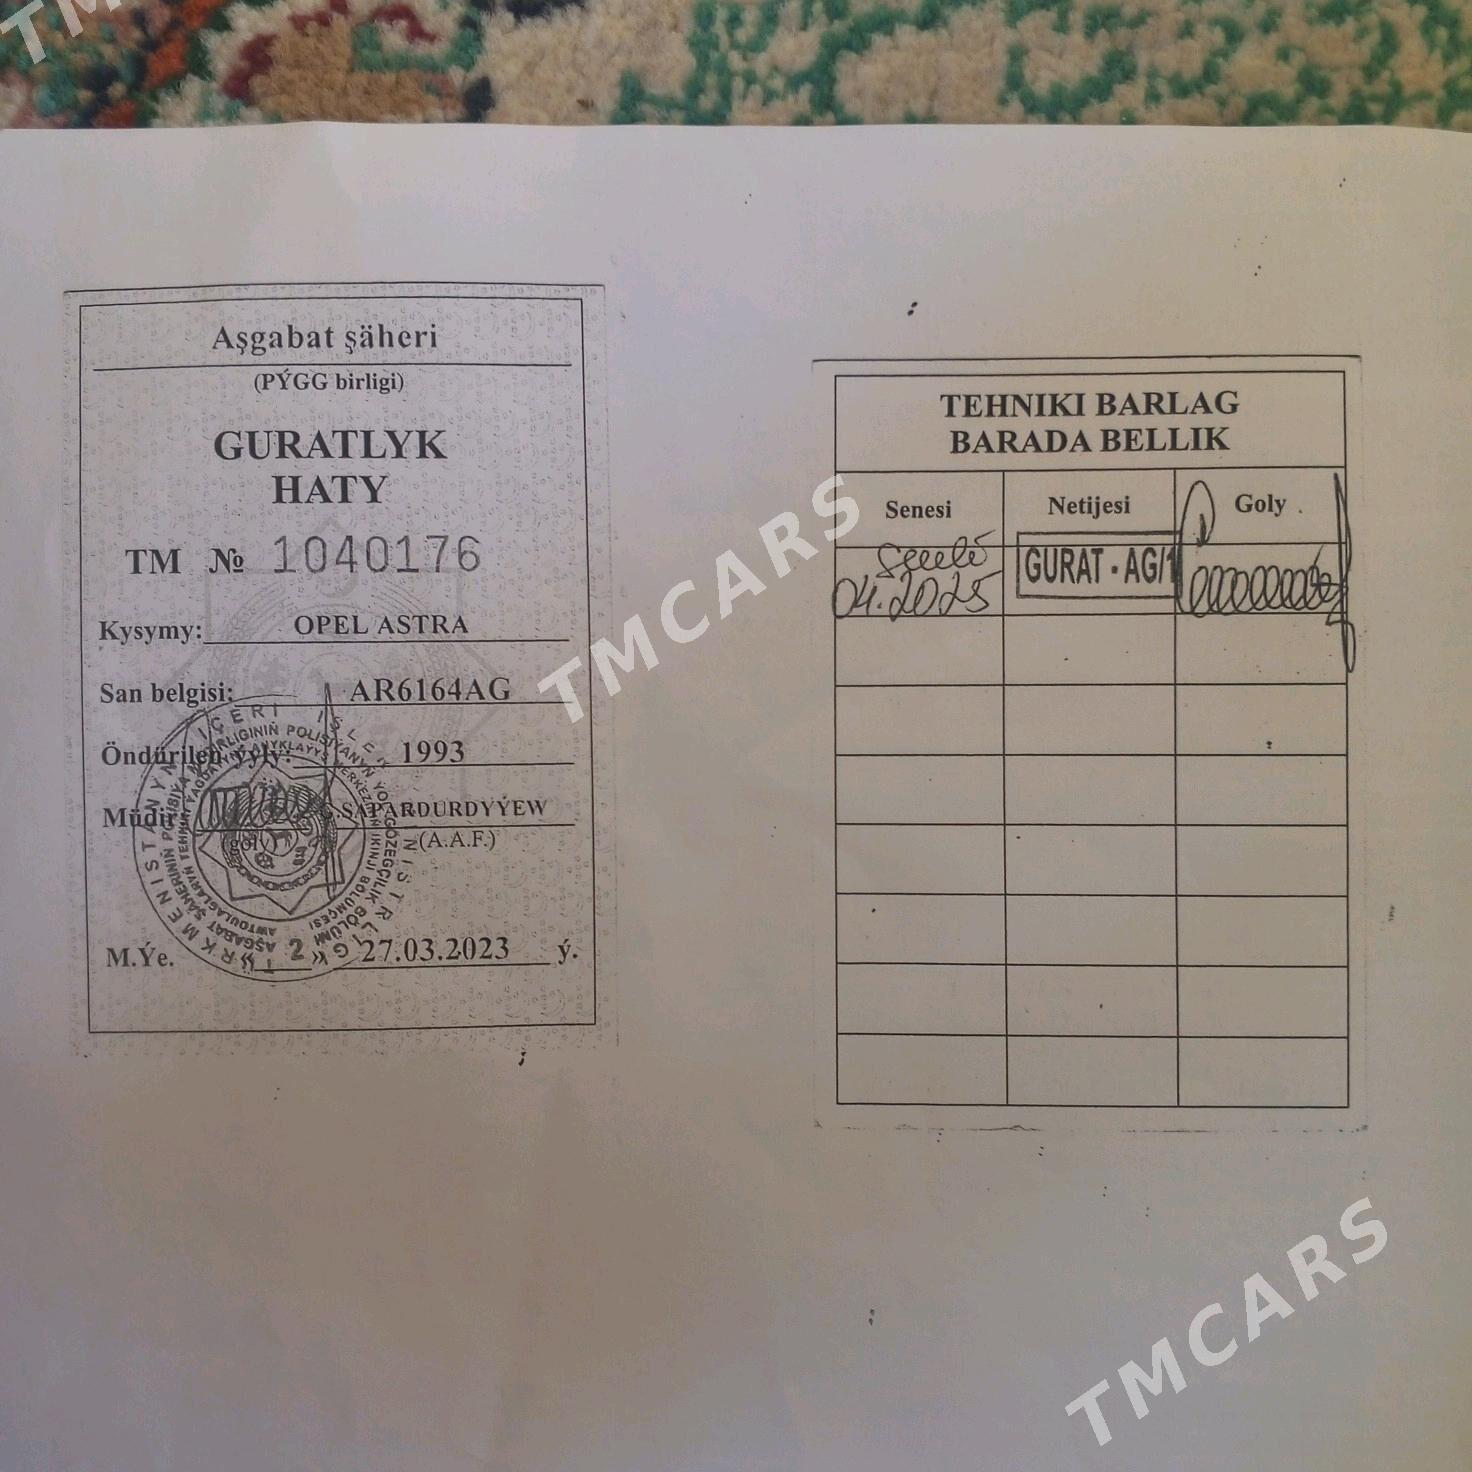 Aşgabat şäheri
(PÝGG birligi)
GURATLYK
HATY
TM № 1040176
Kysymy: OPEL ASTRA
San belgisi: AR6164AG
Öndürilen ýyly: 1993
Müdir G.SAPARDURDYÝEW
(goly) (A.A.F.)
M.Ýe. « 2 » 27.03.2023 ý.
TEHNIKI BARLAG
BARADA BELLIK
Senesi Netijesi Goly
04.2025 GURAT - AG/1
TMCARS
TMCARS